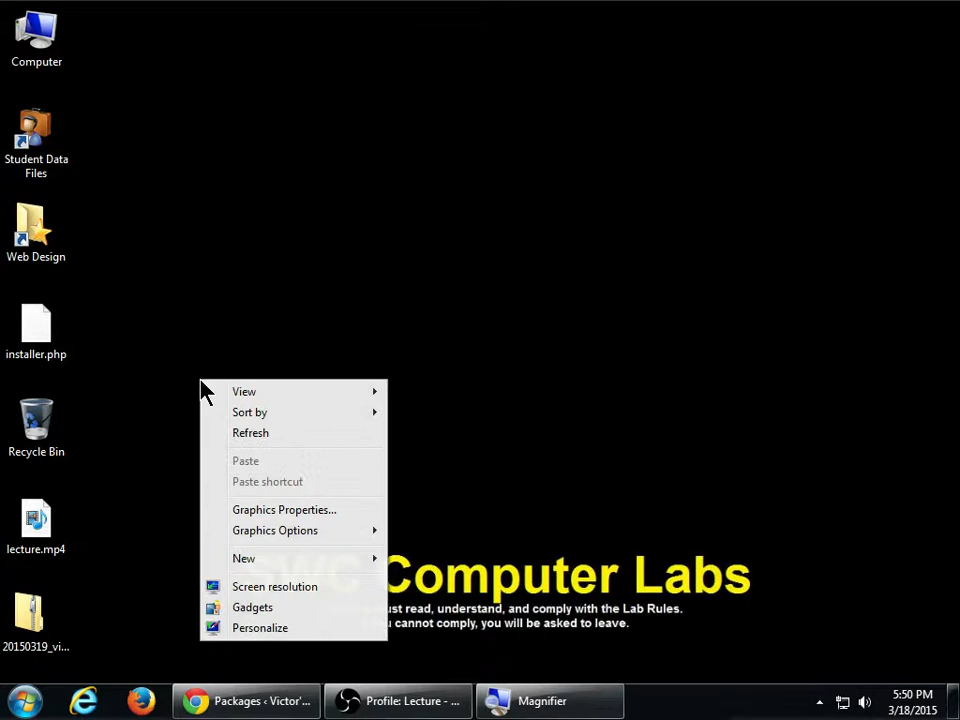 Computer
Student Data
Files
Web Design
installer.php
Recycle Bin
lecture.mp4
20150319_vi...
View
Sort by
Refresh
Paste
Paste shortcut
Graphics Properties...
Graphics Options
New
Screen resolution
Gadgets
Personalize
SWC Computer Labs
must read, understand, and comply with the Lab Rules.
cannot comply, you will be asked to leave.
Packages ‹ Victor'...
Profile: Lecture - ...
Magnifier
5:50 PM
3/18/2015